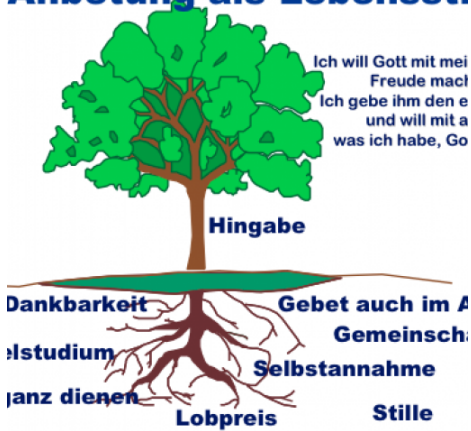 Anbetung als Lebenssti
Ich will Gott mit mei
Freude mach
Ich gebe ihm den e
und will mit a
was ich habe, Go
Hingabe
Dankbarkeit
Gebet auch im A
Gemeinscha
elstudium
Selbstannahme
ganz dienen
Lobpreis
Stille